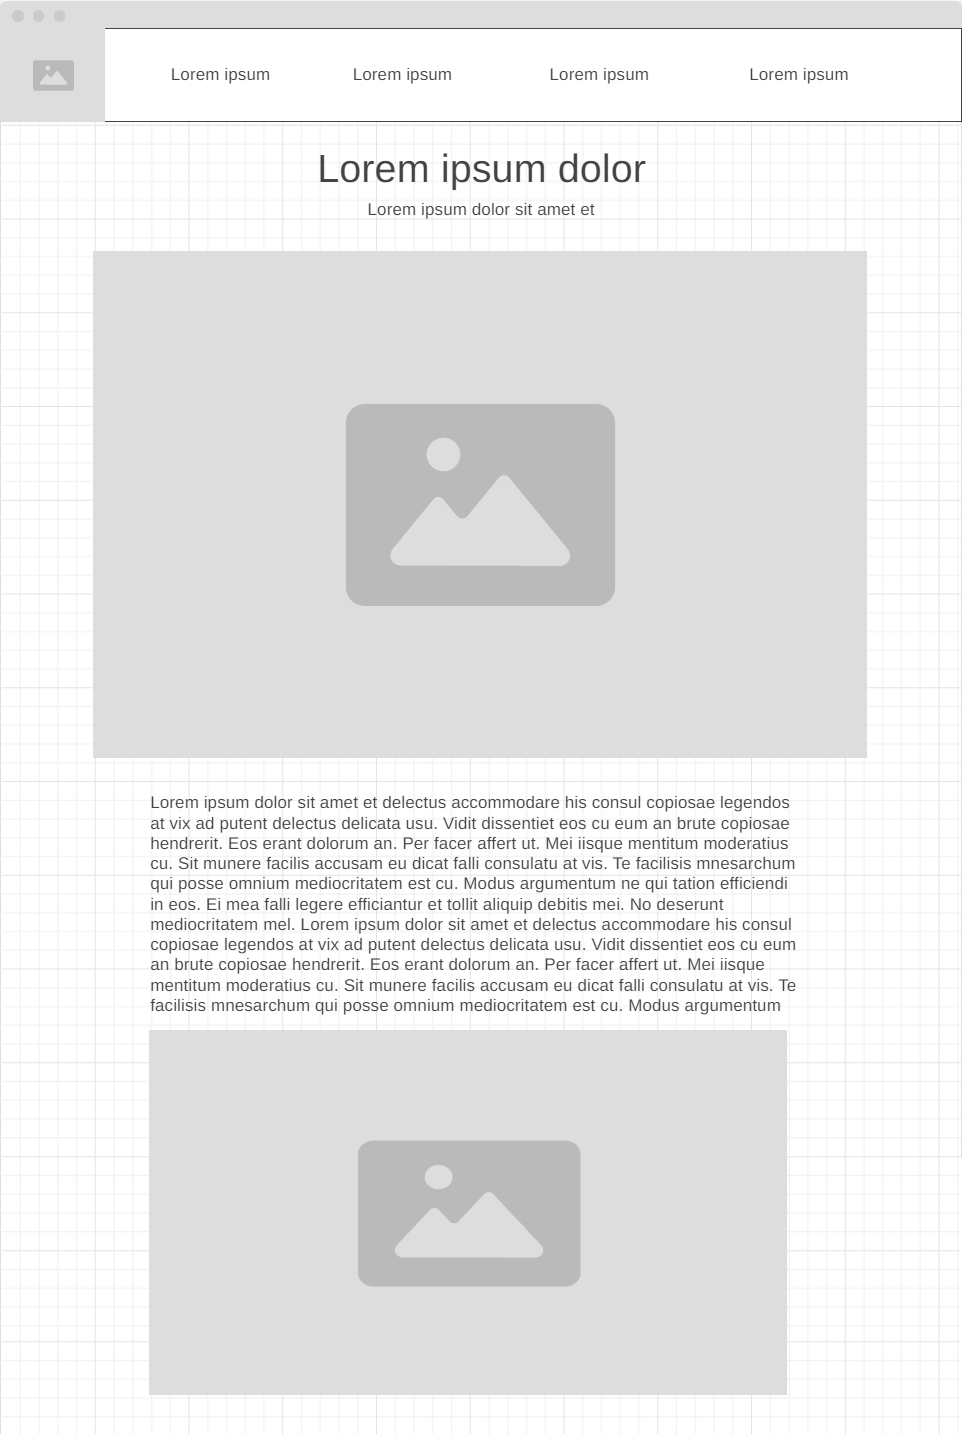 Lorem ipsum Lorem ipsum Lorem ipsum Lorem ipsum
Lorem ipsum dolor
Lorem ipsum dolor sit amet et
Lorem ipsum dolor sit amet et delectus accommodare his consul copiosae legendos
at vix ad putent delectus delicata usu. Vidit dissentiet eos cu eum an brute copiosae
hendrerit. Eos erant dolorum an. Per facer affert ut. Mei iisque mentitum moderatius
cu. Sit munere facilis accusam eu dicat falli consulatu at vis. Te facilisis mnesarchum
qui posse omnium mediocritatem est cu. Modus argumentum ne qui tation efficiendi
in eos. Ei mea falli legere efficiantur et tollit aliquip debitis mei. No deserunt
mediocritatem mel. Lorem ipsum dolor sit amet et delectus accommodare his consul
copiosae legendos at vix ad putent delectus delicata usu. Vidit dissentiet eos cu eum
an brute copiosae hendrerit. Eos erant dolorum an. Per facer affert ut. Mei iisque
mentitum moderatius cu. Sit munere facilis accusam eu dicat falli consulatu at vis. Te
facilisis mnesarchum qui posse omnium mediocritatem est cu. Modus argumentum